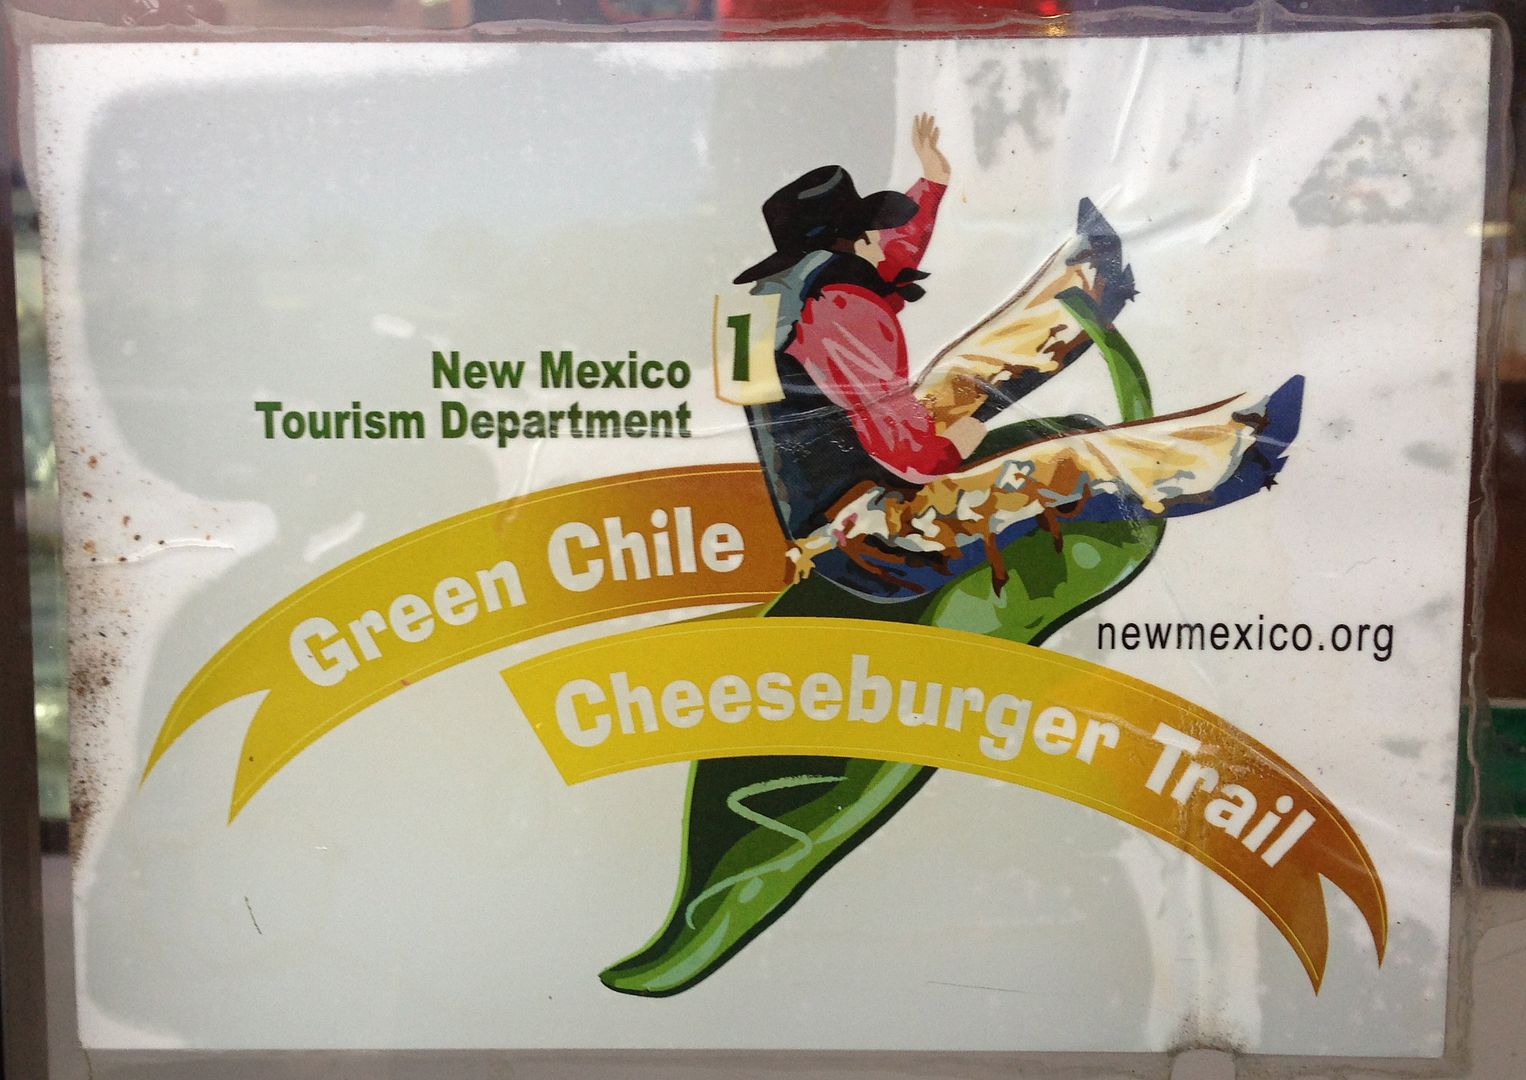 1
New Mexico
Tourism Department
Green Chile
Cheeseburger Trail
newmexico.org